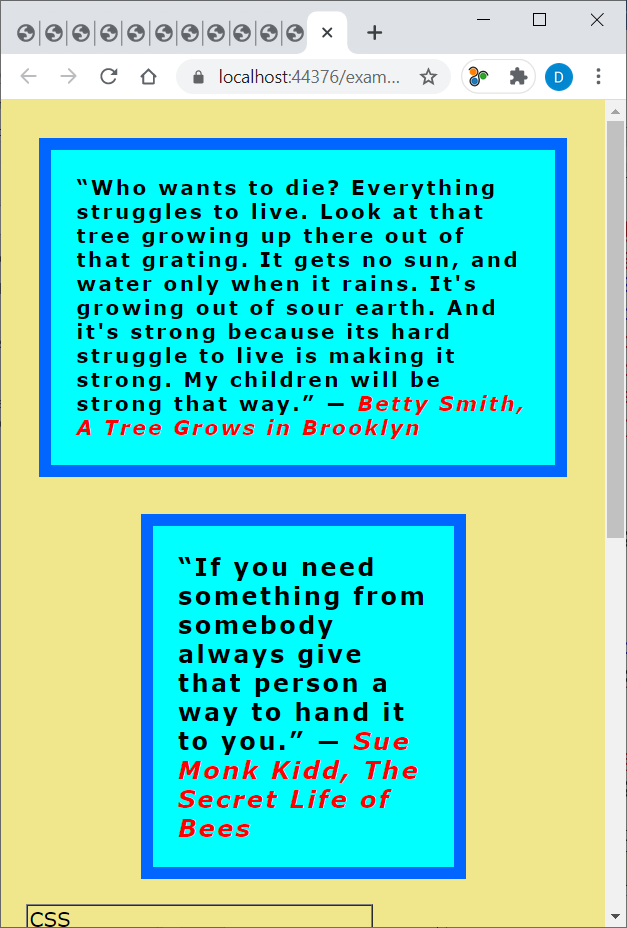 localhost:44376/exam...
D
“Who wants to die? Everything
struggles to live. Look at that
tree growing up there out of
that grating. It gets no sun, and
water only when it rains. It's
growing out of sour earth. And
it's strong because its hard
struggle to live is making it
strong. My children will be
strong that way.” — Betty Smith,
A Tree Grows in Brooklyn
“If you need
something from
somebody
always give
that person a
way to hand it
to you.” — Sue
Monk Kidd, The
Secret Life of
Bees
CSS